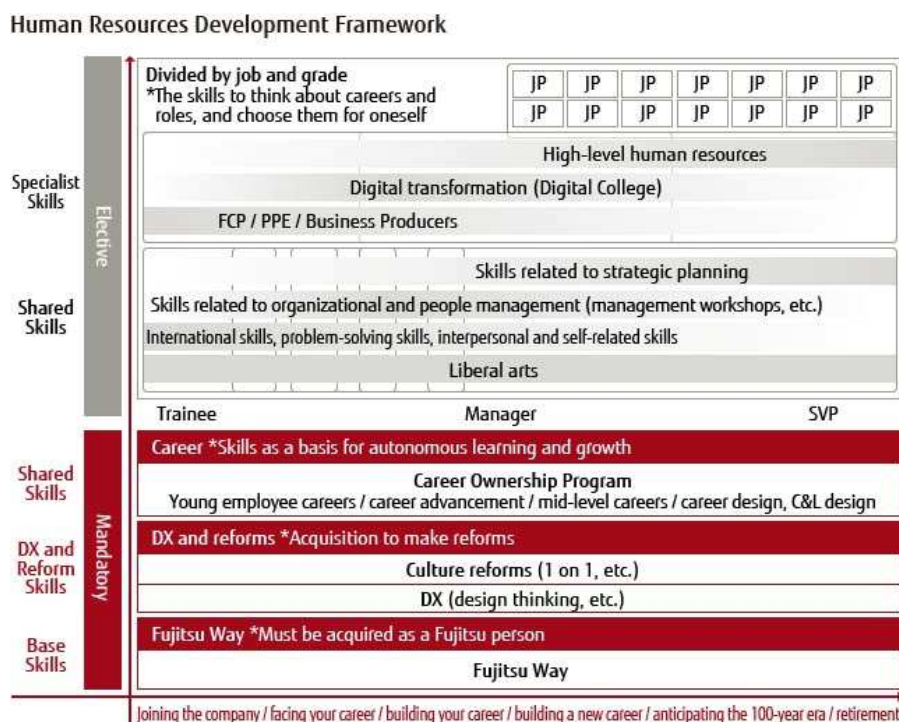 Human Resources Development Framework
Divided by job and grade
*The skills to think about careers and
roles, and choose them for oneself
JP JP JP JP JP JP JP
JP JP JP JP JP JP JP
High-level human resources
Specialist
Skills
Digital transformation (Digital College)
FCP / PPE / Business Producers
Elective
Skills related to strategic planning
Shared
Skills
Skills related to organizational and people management (management workshops, etc.)
International skills, problem-solving skills, interpersonal and self-related skills
Liberal arts
Trainee Manager SVP
Career *Skills as a basis for autonomous learning and growth
Shared
Skills
Career Ownership Program
Young employee careers / career advancement / mid-level careers / career design, C&L design
Mandatory
DX and reforms *Acquisition to make reforms
DX and
Reform
Skills
Culture reforms (1 on 1, etc.)
DX (design thinking, etc.)
Fujitsu Way *Must be acquired as a Fujitsu person
Base
Skills
Fujitsu Way
Joining the company / facing your career / building your career / building a new career / anticipating the 100-year era / retirement